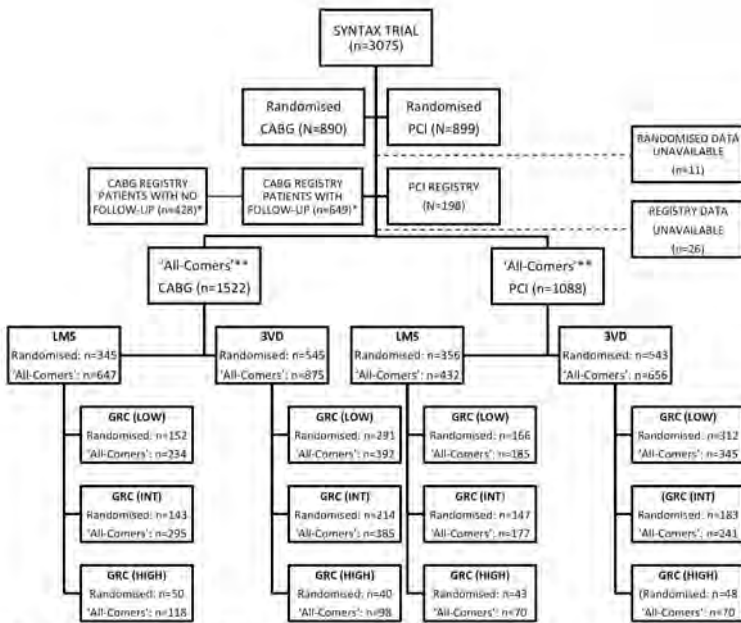 SYNTAX TRIAL
(n=3075)
Randomised
CABG (N=890)
Randomised
PCI (N=899)
RANDOMISED DATA
UNAVAILABLE
(n=11)
CABG REGISTRY
PATIENTS WITH NO
FOLLOW-UP (n=428)*
CABG REGISTRY
PATIENTS WITH
FOLLOW-UP (n=649)*
PCI REGISTRY
(N=198)
REGISTRY DATA
UNAVAILABLE
(n=26)
'All-Comers'**
CABG (n=1522)
'All-Comers'**
PCI (n=1088)
LMS
Randomised: n=345
'All-Comers': n=647
3VD
Randomised: n=545
'All-Comers': n=875
LMS
Randomised: n=356
'All-Comers': n=432
3VD
Randomised: n=543
'All-Comers': n=656
GRC (LOW)
Randomised: n=152
'All-Comers': n=234
GRC (LOW)
Randomised: n=291
'All-Comers': n=392
GRC (LOW)
Randomised: n=166
'All-Comers': n=185
GRC (LOW)
Randomised: n=312
'All-Comers': n=345
GRC (INT)
Randomised: n=143
'All-Comers': n=295
GRC (INT)
Randomised: n=214
'All-Comers': n=385
GRC (INT)
Randomised: n=147
'All-Comers': n=177
(GRC (INT)
Randomised: n=183
'All-Comers': n=241
GRC (HIGH)
Randomised: n=50
'All-Comers': n=118
GRC (HIGH)
Randomised: n=40
'All-Comers': n=98
GRC (HIGH)
Randomised: n=43
'All-Comers': n=70
GRC (HIGH)
(Randomised: n=48
'All-Comers': n=70